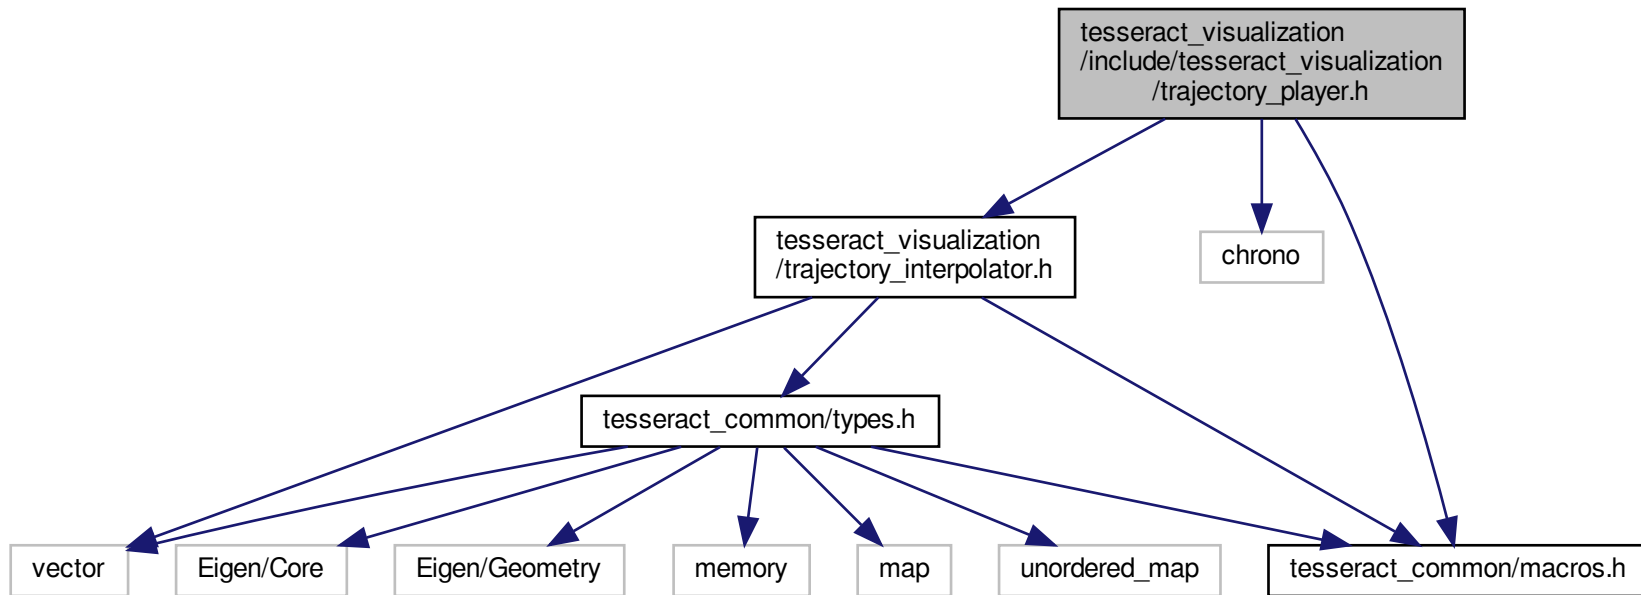 tesseract_visualization
/include/tesseract_visualization
/trajectory_player.h
tesseract_visualization
/trajectory_interpolator.h
chrono
tesseract_common/types.h
vector
Eigen/Core
Eigen/Geometry
memory
map
unordered_map
tesseract_common/macros.h